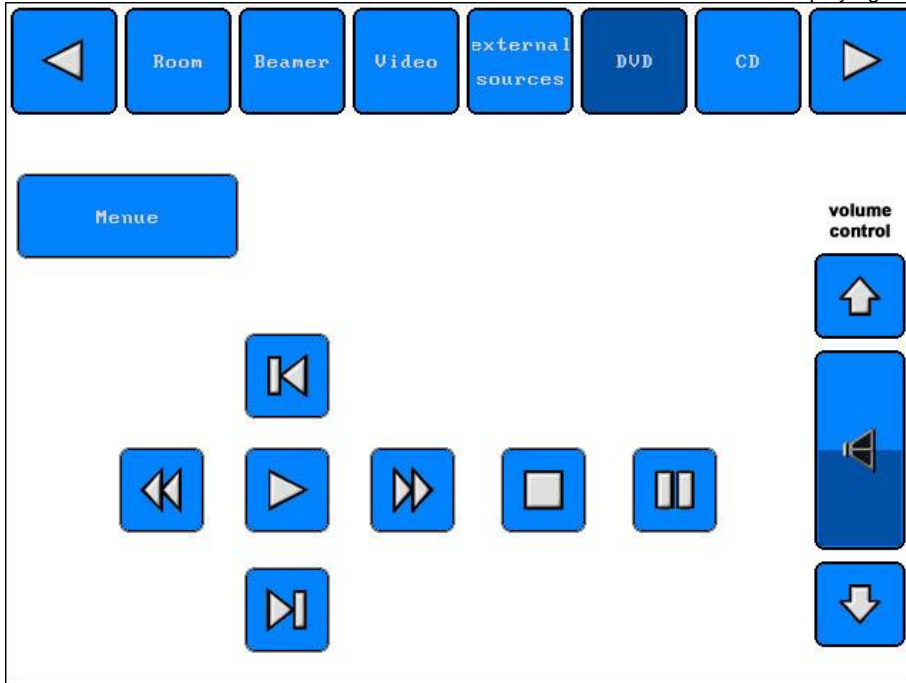 Room
Beamer
Video
external
sources
DVD
CD
Menue
volume
control